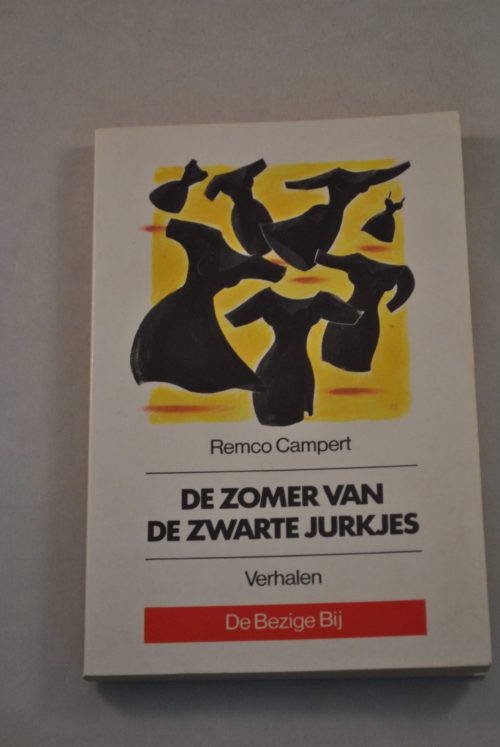 Remco Campert
DE ZOMER VAN
DE ZWARTE JURKJES
Verhalen
De Bezige Bij